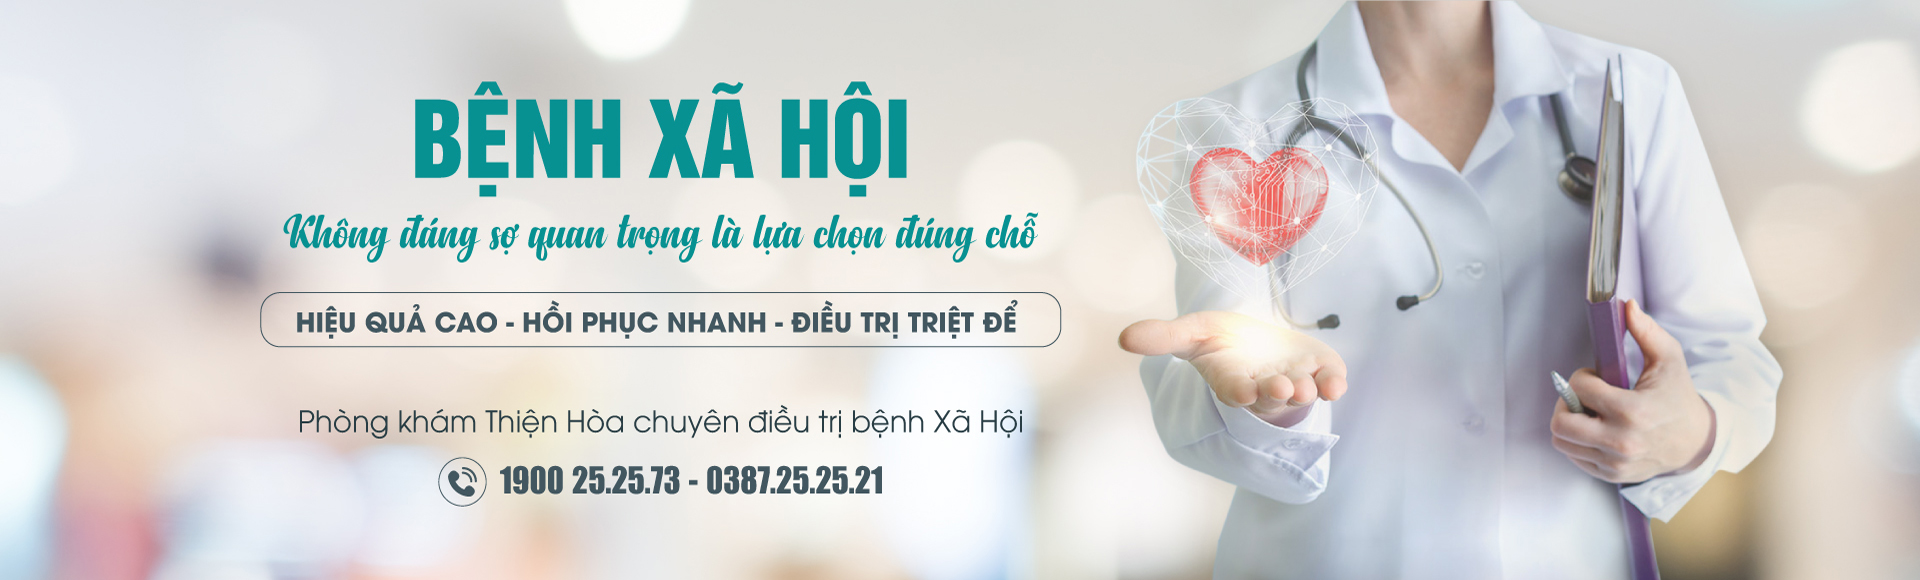 BỆNH XÃ HỘI
Không đáng sợ quan trọng là lựa chọn đúng chỗ
HIỆU QUẢ CAO - HỒI PHỤC NHANH - ĐIỀU TRỊ TRIỆT ĐỂ
Phòng khám Thiện Hòa chuyên điều trị bệnh Xã Hội
1900 25.25.73 - 0387.25.25.21